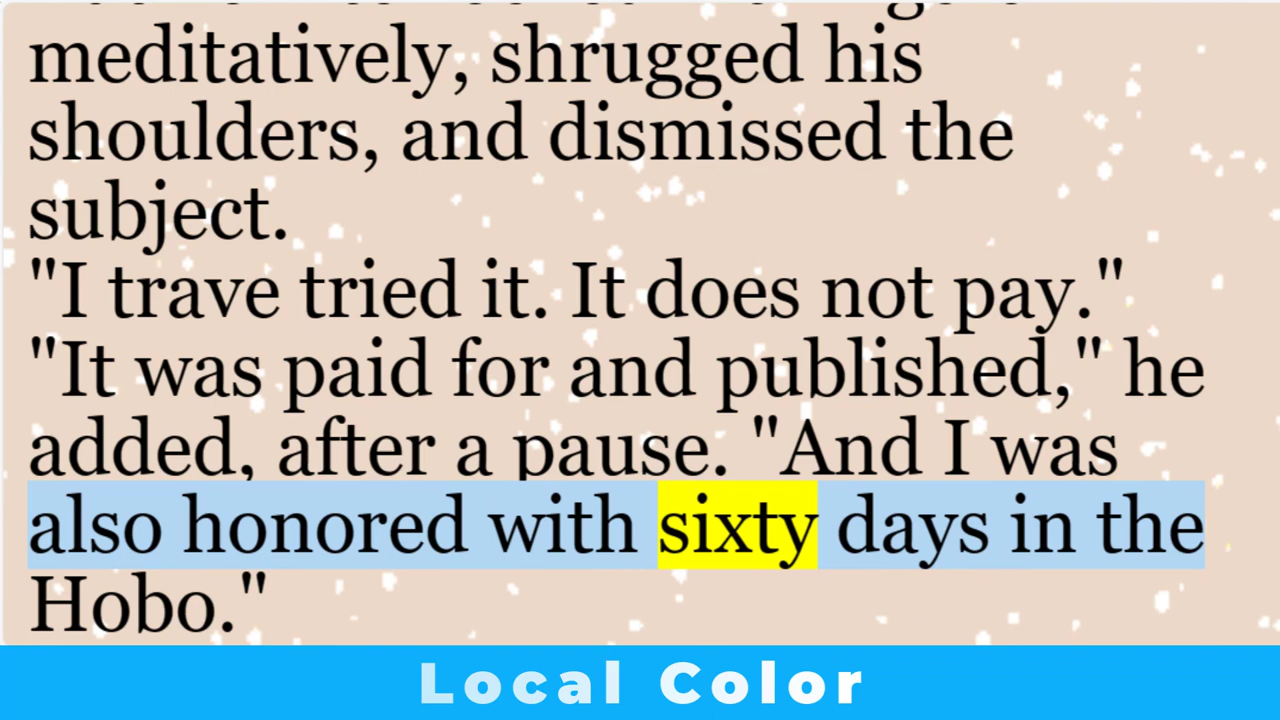 meditatively, shrugged his
shoulders, and dismissed the
subject.
"I trave tried it. It does not pay."
"It was paid for and published," he
added, after a pause. "And I was
also honored with sixty days in the
Hobo."
Local Color